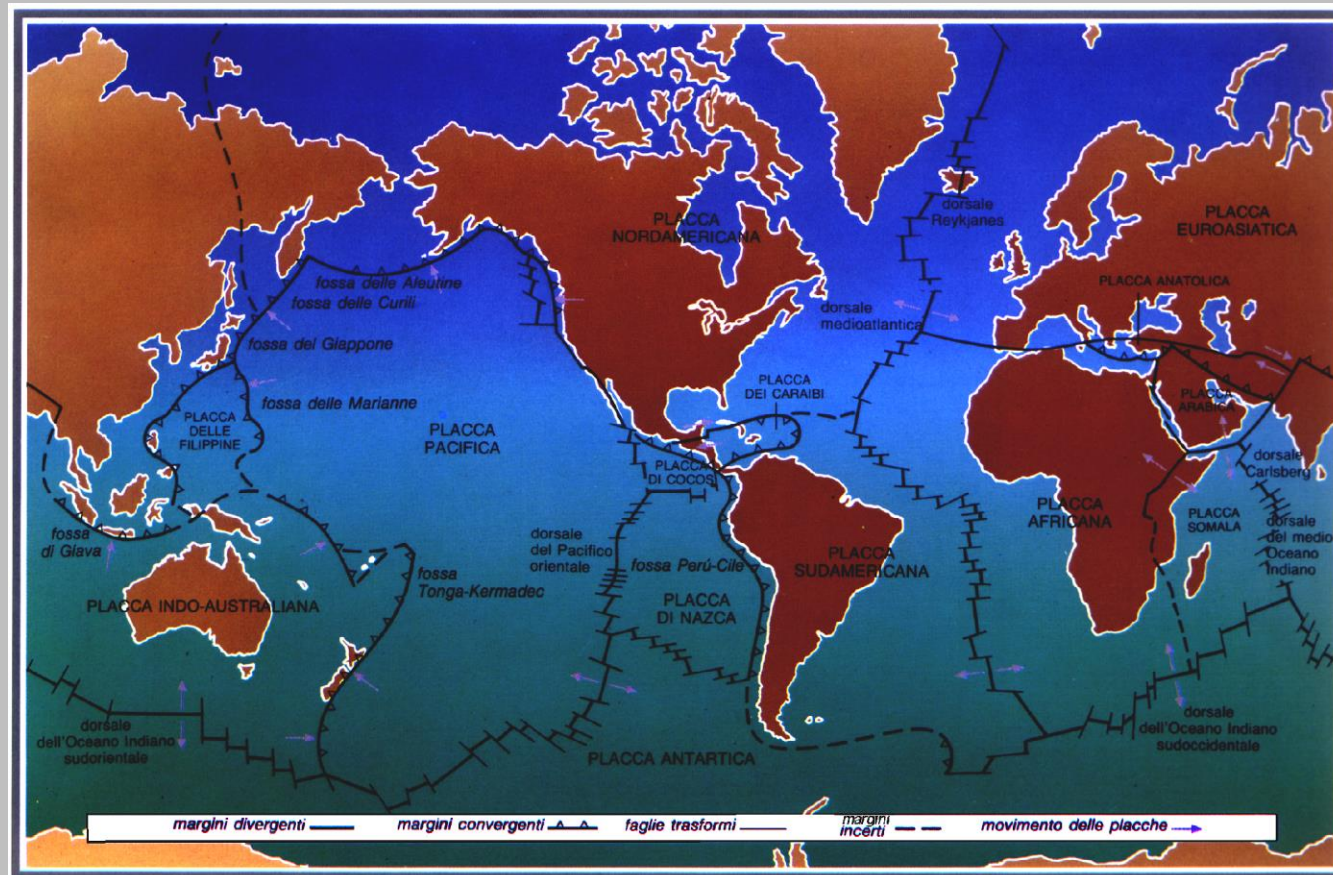 dorsale
Reykjanes
PLACCA
NORDAMERICANA
PLACCA
EUROASIATICA
PLACCA ANATOLICA
fossa delle Aleutine
fossa delle Curili
dorsale
medioatlantica
fossa del Giappone
fossa delle Marianne
PLACCA
DEI CARAIBI
PLACCA
ARABICA
PLACCA
DELLE
FILIPPINE
PLACCA
PACIFICA
PLACCA
DI COCOS
dorsale
Carlsberg
PLACCA
AFRICANA
PLACCA
SOMALA
dorsale
del medio
Oceano
Indiano
fossa
di Giava
dorsale
del Pacifico
orientale
fossa Perú-Cile
PLACCA
SUDAMERICANA
fossa
Tonga-Kermadec
PLACCA INDO-AUSTRALIANA
PLACCA
DI NAZCA
dorsale
dell'Oceano Indiano
sudorientale
dorsale
dell'Oceano Indiano
sudoccidentale
PLACCA ANTARTICA
margini divergenti
margini convergenti
faglie trasformi
margini
incerti
movimento delle placche